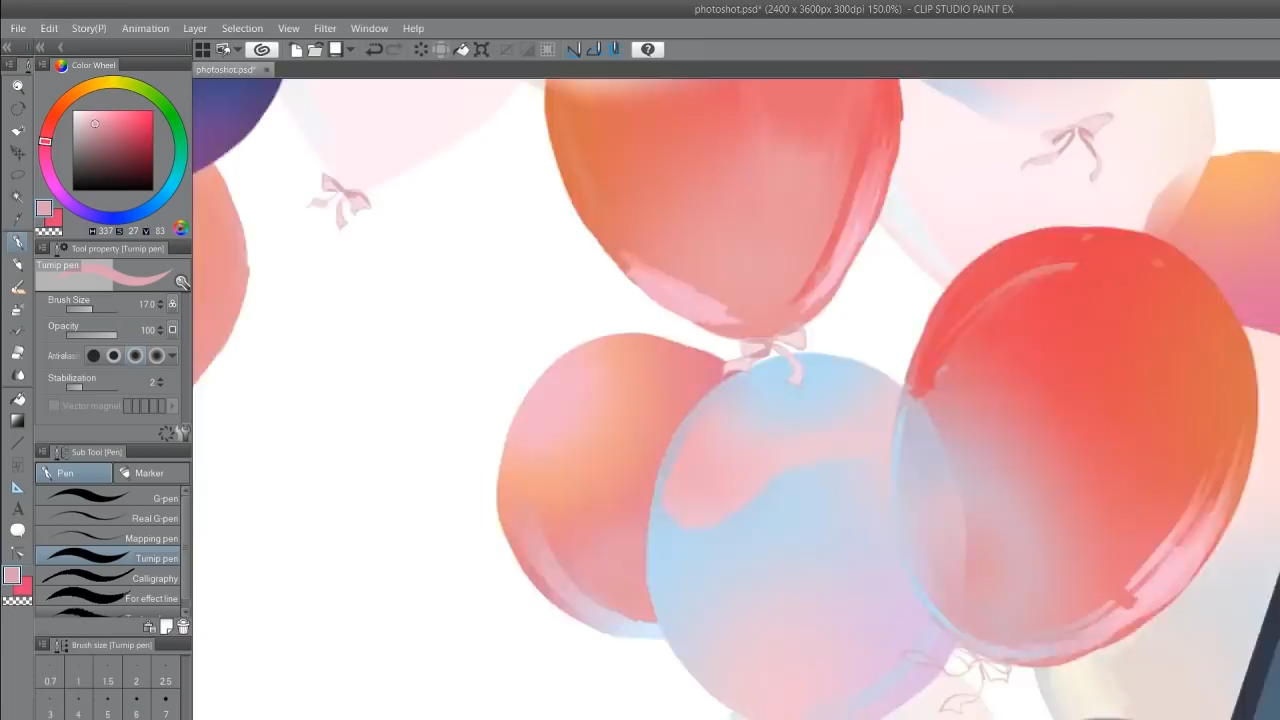 photoshot.psd* (2400 x 3600px 300dpi 150.0%) - CLIP STUDIO PAINT EX
File Edit Story(P) Animation Layer Selection View Filter Window Help
Color Wheel
photoshot.psd*
H 337 S 27 V 83
Tool property [Turnip pen]
Turnip pen
Brush Size 17.0
Opacity 100
Anti-aliasi
Stabilization 2
Vector magnet
Sub Tool [Pen]
Pen Marker
G-pen
Real G-pen
Mapping pen
Turnip pen
Calligraphy
For effect line
Brush size [Turnip pen]
0.7 1 1.5 2 2.5
3 4 5 6 7
A